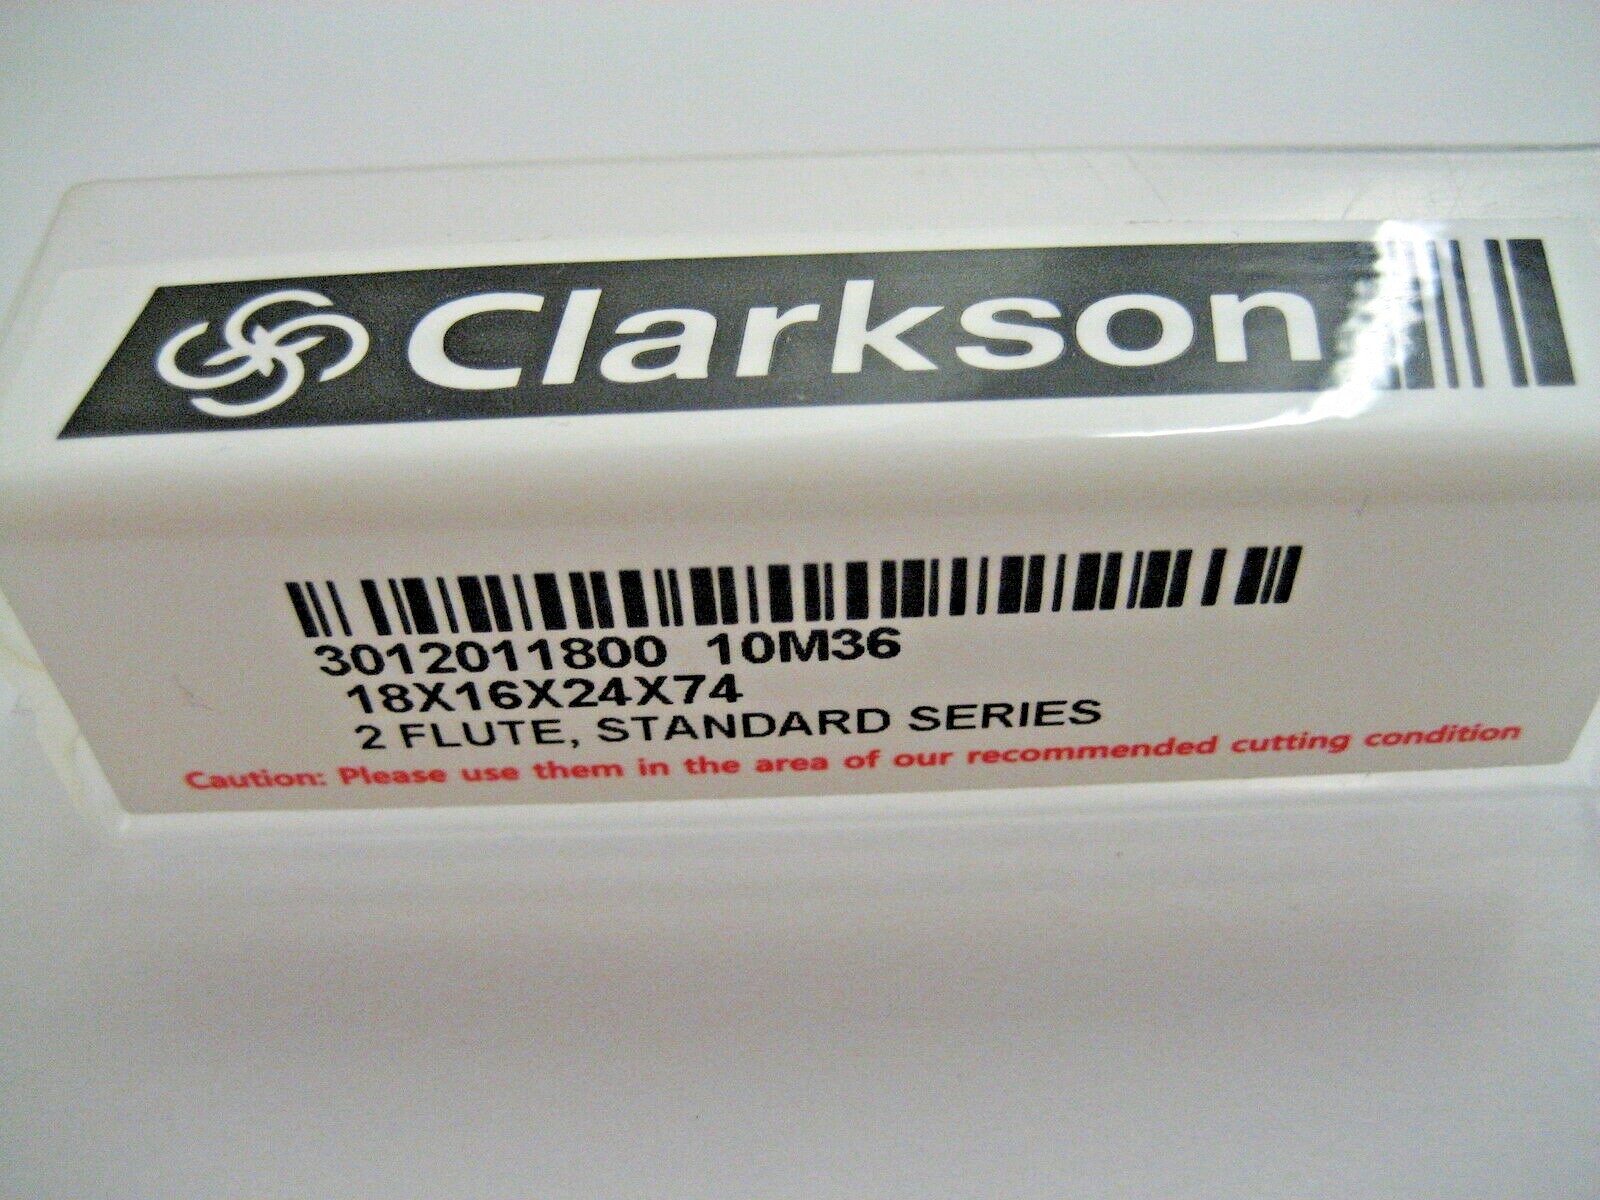 Clarkson
3012011800 10M36
18X16X24X74
2 FLUTE, STANDARD SERIES
Caution: Please use them in the area of our recommended cutting condition